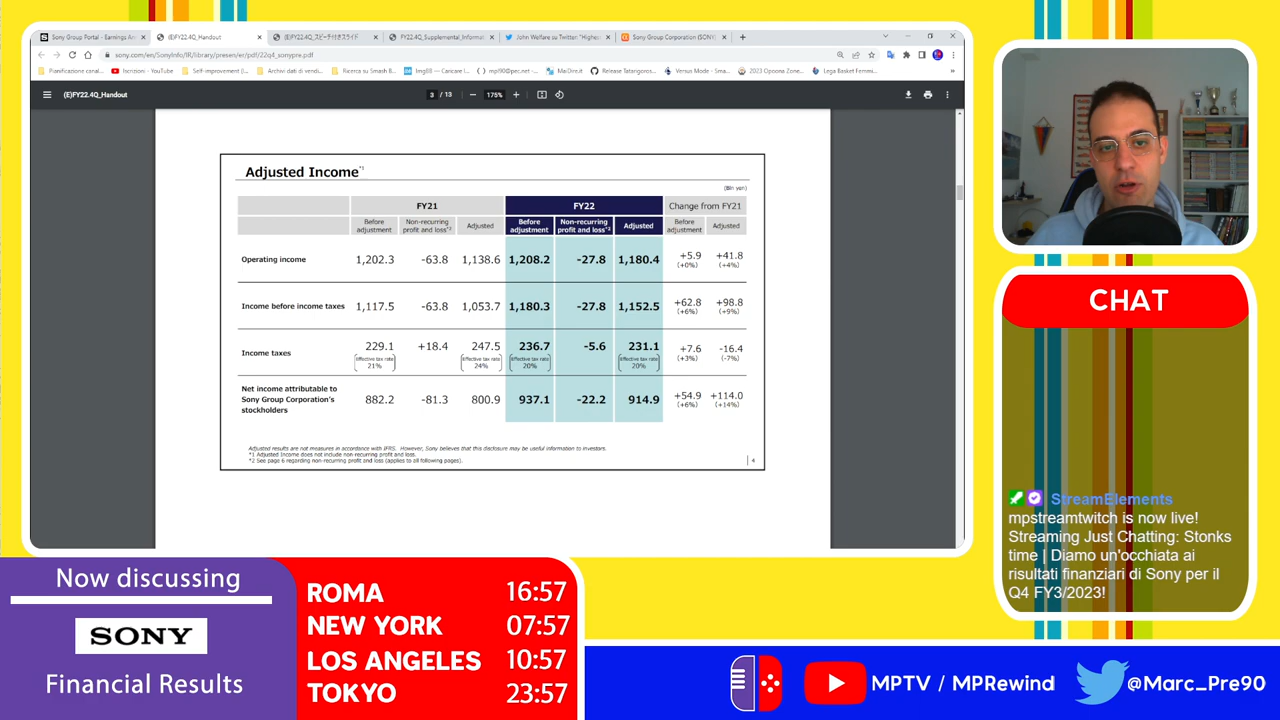 Sony Group Portal - Earnings An
(E)FY22.4Q_Handout
(E)FY22.4Q_スピーチ付きスライド
FY22.4Q_Supplemental_Informat
John Welfare su Twitter: "Highes
Sony Group Corporation (SONY)
sony.com/en/SonyInfo/IR/library/presen/er/pdf/22q4_sonypre.pdf
Pianificazione canal...
Iscrizioni - YouTube
Self-improvement (I...
Archivi dati di vendit...
Ricerca su Smash B...
ImgBB — Caricare I...
mpi90@pec.net -...
MaiDire.it
Release Tatangaros...
Versus Mode - Sma...
2023 Opoona Zone...
Lega Basket Femmi...
(E)FY22.4Q_Handout
3 / 13
175%
Adjusted Income*1
(Bln yen)
FY21 FY22 Change from FY21
Before adjustment Non-recurring profit and loss*2 Adjusted Before adjustment Non-recurring profit and loss*2 Adjusted Before adjustment Adjusted
Operating income 1,202.3 -63.8 1,138.6 1,208.2 -27.8 1,180.4 +5.9 (+0%) +41.8 (+4%)
Income before income taxes 1,117.5 -63.8 1,053.7 1,180.3 -27.8 1,152.5 +62.8 (+6%) +98.8 (+9%)
Income taxes 229.1 +18.4 247.5 236.7 -5.6 231.1 +7.6 (+3%) -16.4 (-7%)
Effective tax rate 21% Effective tax rate 24% Effective tax rate 20% Effective tax rate 20%
Net income attributable to
Sony Group Corporation's
stockholders
882.2 -81.3 800.9 937.1 -22.2 914.9 +54.9 (+6%) +114.0 (+14%)
Adjusted results are not measures in accordance with IFRS. However, Sony believes that this disclosure may be useful information to investors.
*1 Adjusted Income does not include non-recurring profit and loss.
*2 See page 6 regarding non-recurring profit and loss (applies to all following pages).
4
CHAT
StreamElements
mpstreamtwitch is now live!
Streaming Just Chatting: Stonks
time | Diamo un'occhiata ai
risultati finanziari di Sony per il
Q4 FY3/2023!
Now discussing
SONY
Financial Results
ROMA 16:57
NEW YORK 07:57
LOS ANGELES 10:57
TOKYO 23:57
MPTV / MPRewind
@Marc_Pre90